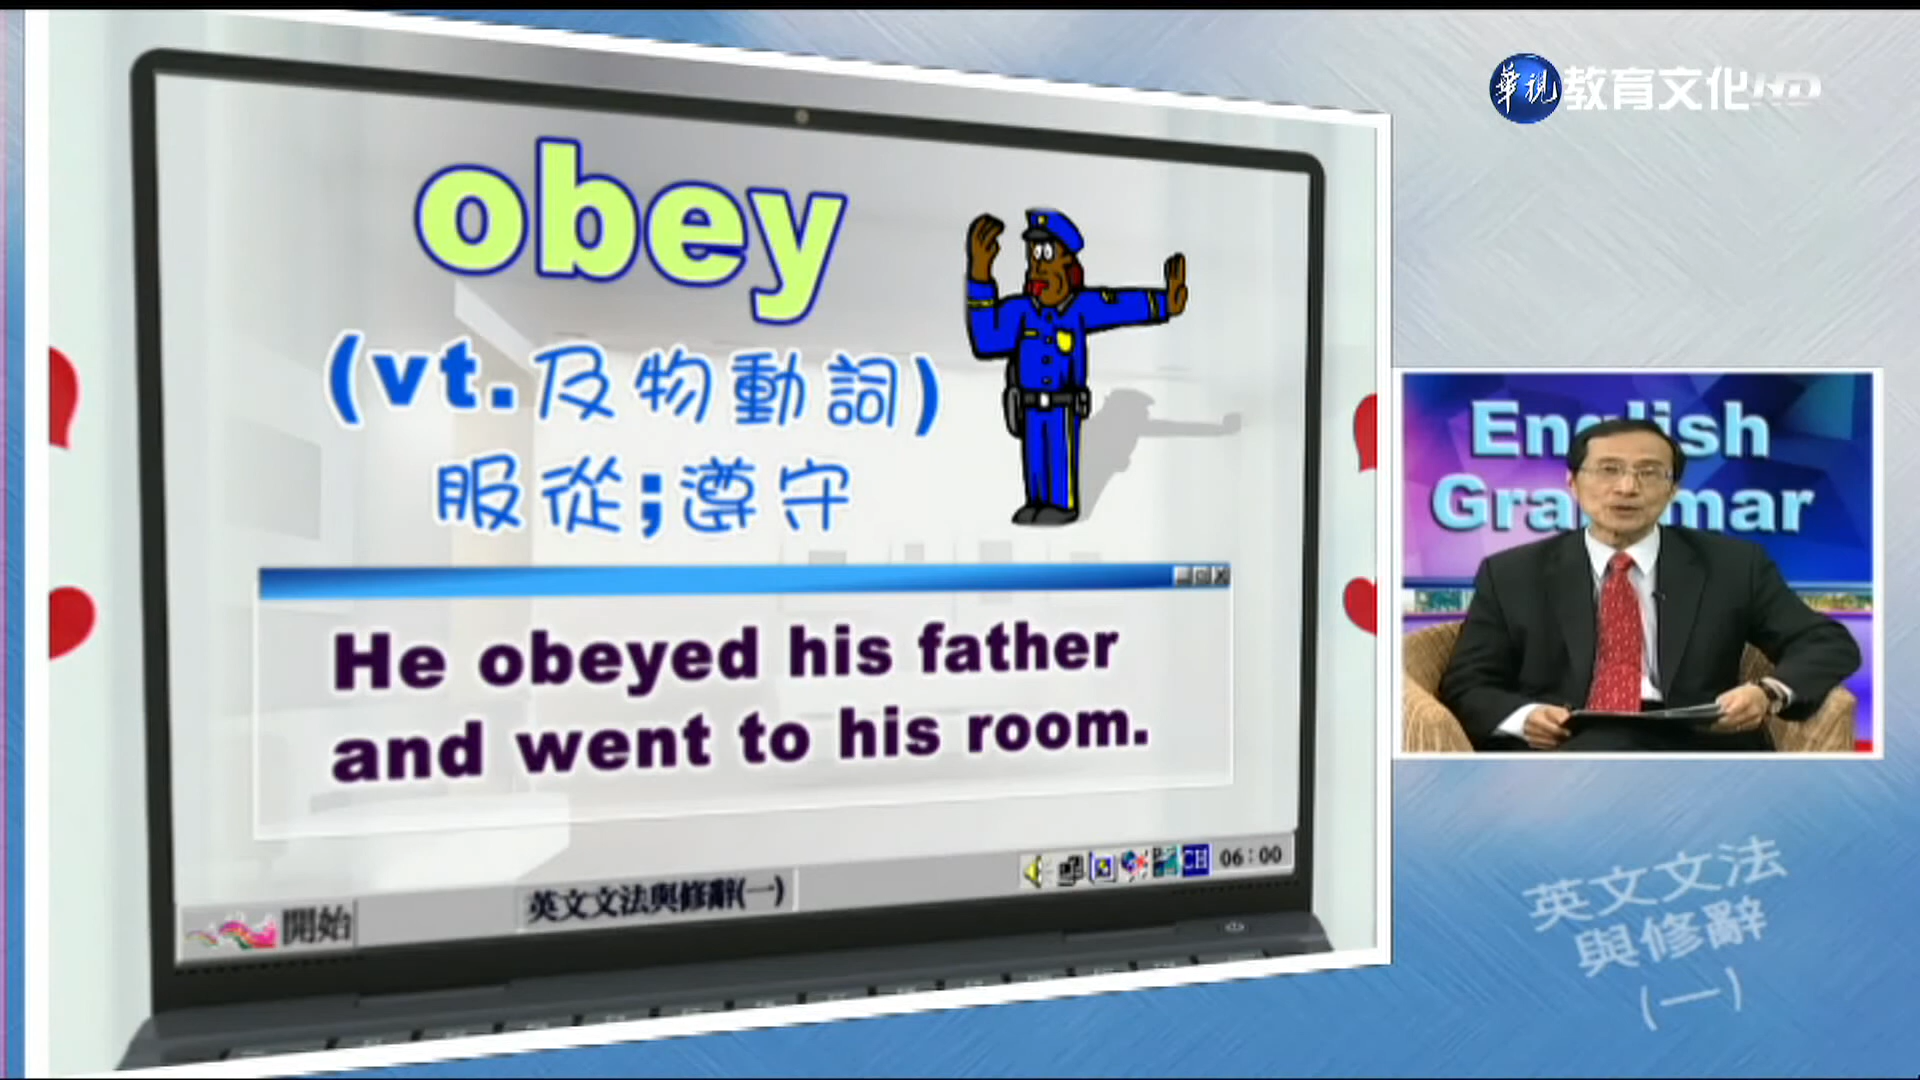 華視 教育文化HD
obey
(vt.及物動詞)
服從;遵守
He obeyed his father
and went to his room.
CH 06:00
開始
英文文法與修辭(一)
English
Grammar
英文文法
與修辭
(一)